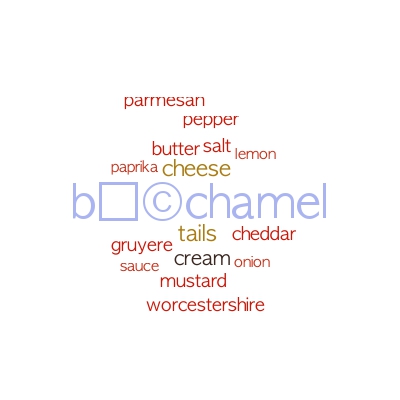 parmesan
pepper
butter salt lemon
paprika cheese
b□©chamel
tails cheddar
gruyere
cream onion
sauce
mustard
worcestershire